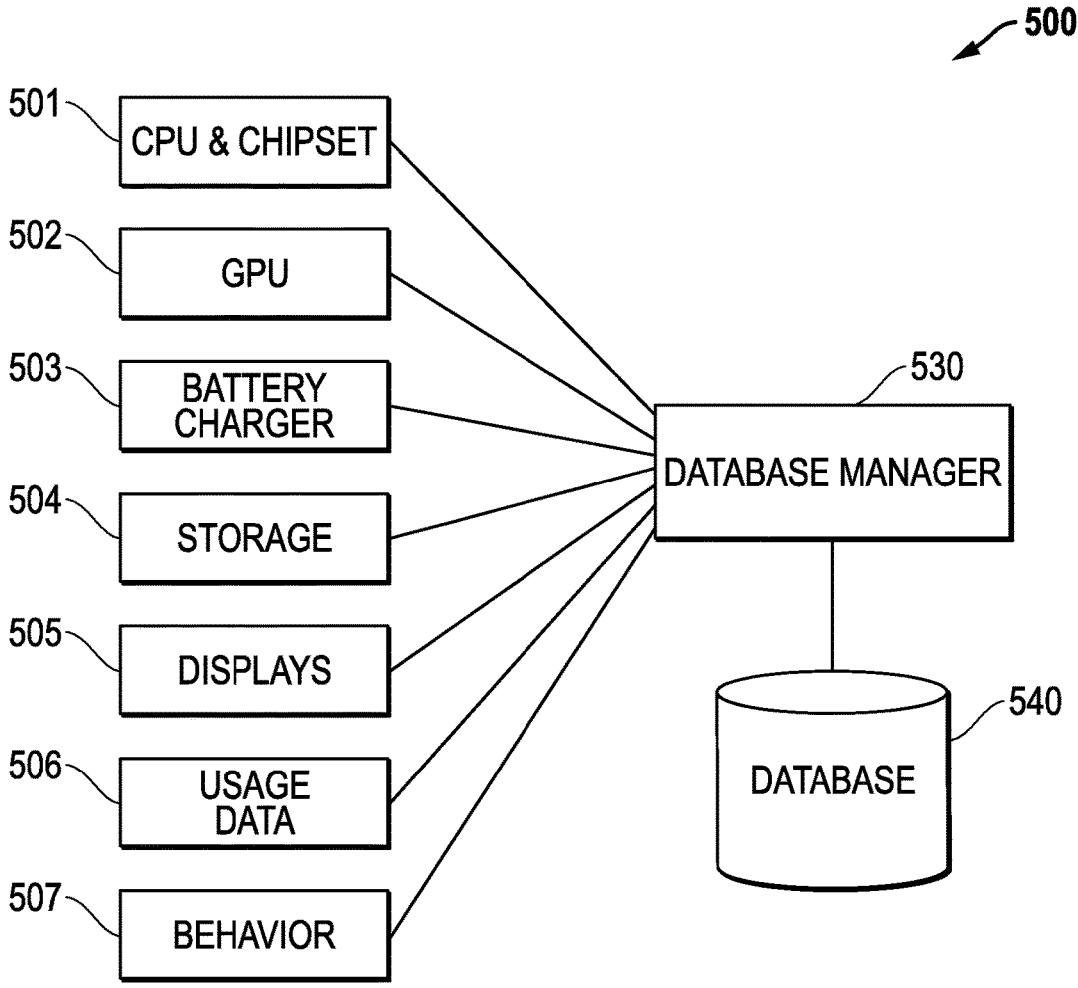 500
501
CPU & CHIPSET
502
GPU
503
BATTERY
CHARGER
530
DATABASE MANAGER
504
STORAGE
505
DISPLAYS
540
DATABASE
506
USAGE
DATA
507
BEHAVIOR